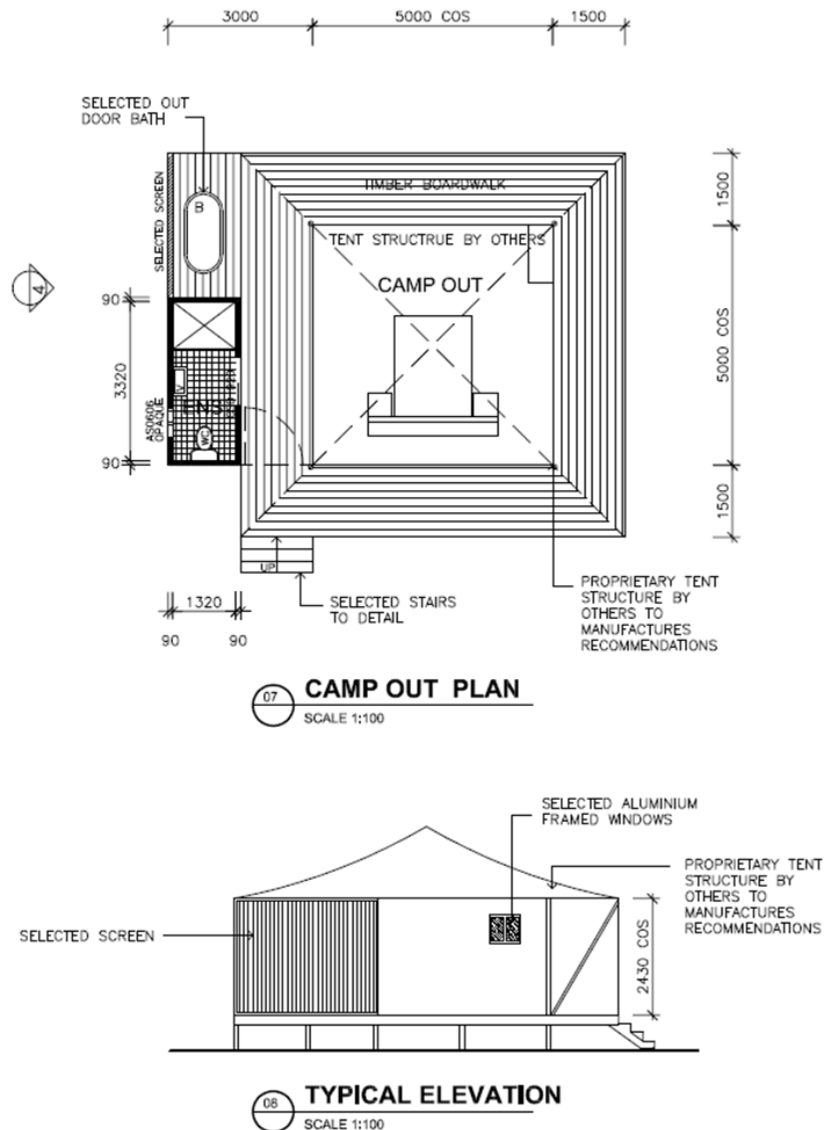 3000
5000 COS
1500
SELECTED OUT
DOOR BATH
SELECTED SCREEN
B
TIMBER BOARDWALK
TENT STRUCTRUE BY OTHERS
CAMP OUT
1500
5000 COS
1500
4
90
3320
90
AS0606
OPAQUE
V
ENS
WC
UP
1320
90
90
SELECTED STAIRS
TO DETAIL
PROPRIETARY TENT
STRUCTURE BY
OTHERS TO
MANUFACTURES
RECOMMENDATIONS
07
CAMP OUT PLAN
SCALE 1:100
SELECTED ALUMINIUM
FRAMED WINDOWS
PROPRIETARY TENT
STRUCTURE BY
OTHERS TO
MANUFACTURES
RECOMMENDATIONS
SELECTED SCREEN
2430 COS
08
TYPICAL ELEVATION
SCALE 1:100